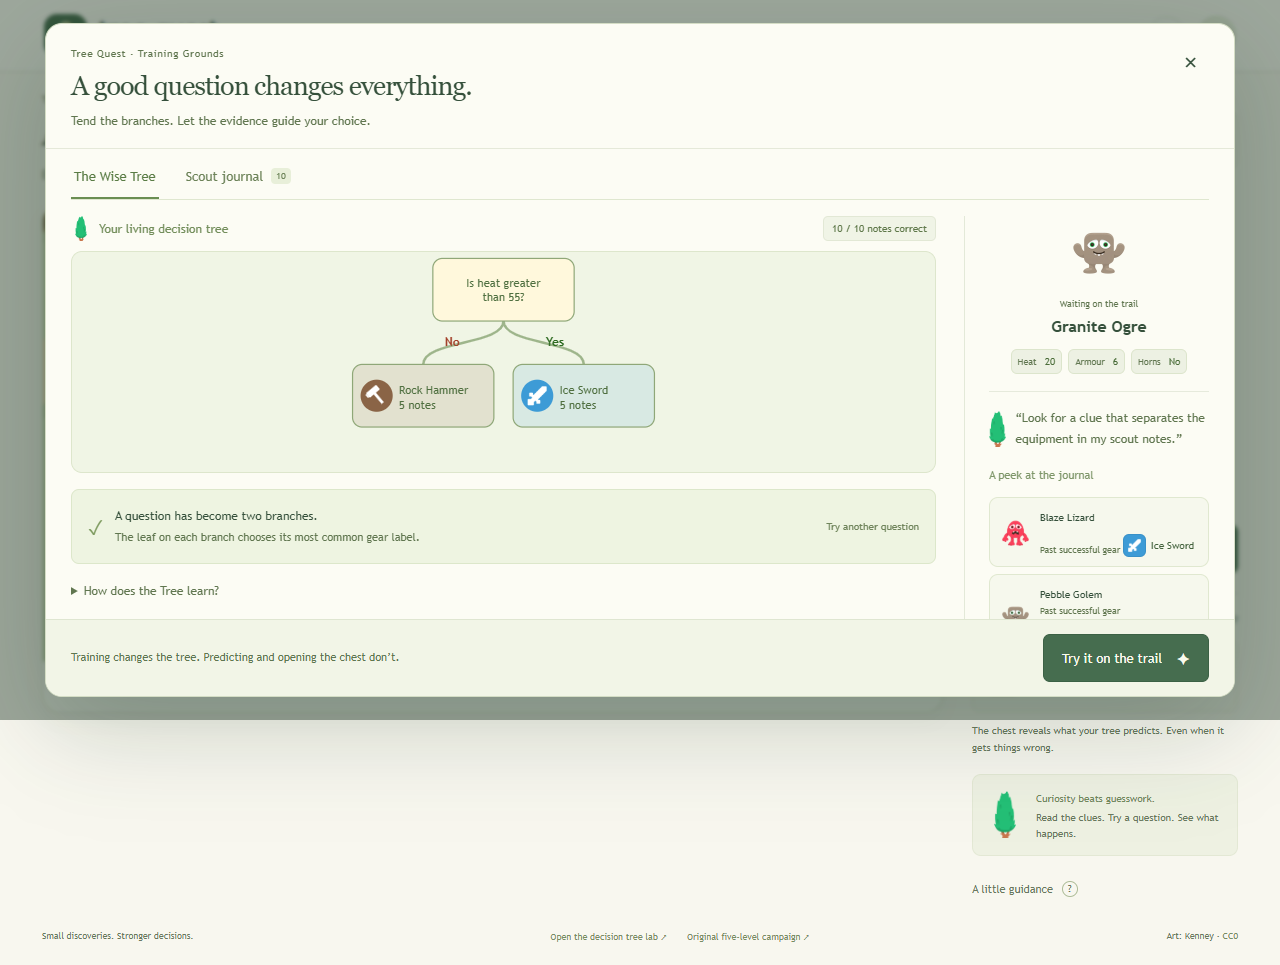 Tree Quest · Training Grounds
A good question changes everything.
Tend the branches. Let the evidence guide your choice.
The Wise Tree
Scout journal 10
Your living decision tree
10 / 10 notes correct
Is heat greater
than 55?
No
Yes
Rock Hammer
5 notes
Ice Sword
5 notes
A question has become two branches.
The leaf on each branch chooses its most common gear label.
Try another question
How does the Tree learn?
Waiting on the trail
Granite Ogre
Heat 20
Armour 6
Horns No
“Look for a clue that separates the
equipment in my scout notes.”
A peek at the journal
Blaze Lizard
Past successful gear Ice Sword
Pebble Golem
Past successful gear
Training changes the tree. Predicting and opening the chest don’t.
Try it on the trail
The chest reveals what your tree predicts. Even when it
gets things wrong.
Curiosity beats guesswork.
Read the clues. Try a question. See what
happens.
A little guidance ?
Small discoveries. Stronger decisions.
Open the decision tree lab ↗
Original five-level campaign ↗
Art: Kenney · CC0